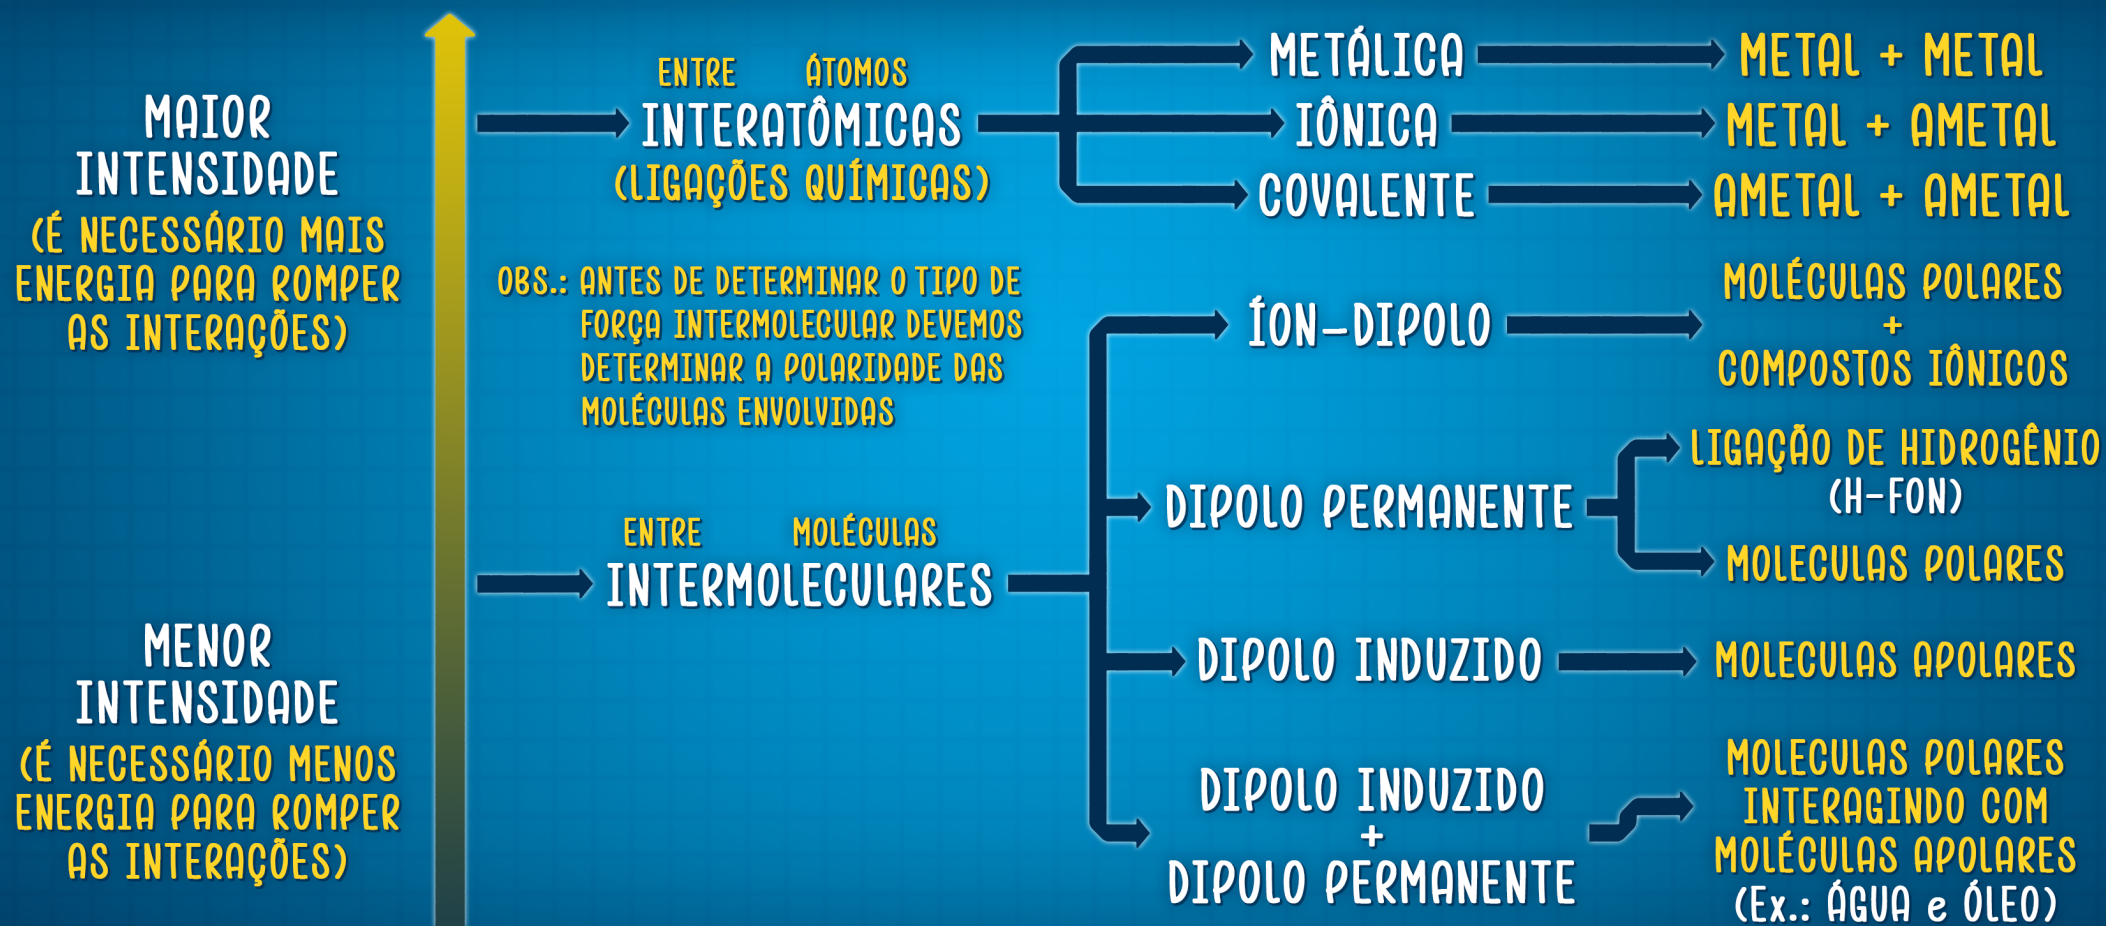 MAIOR
INTENSIDADE
(É NECESSÁRIO MAIS
ENERGIA PARA ROMPER
AS INTERAÇÕES)
MENOR
INTENSIDADE
(É NECESSÁRIO MENOS
ENERGIA PARA ROMPER
AS INTERAÇÕES)
ENTRE ÁTOMOS
INTERATÔMICAS
(LIGAÇÕES QUÍMICAS)
METÁLICA
METAL + METAL
IÔNICA
METAL + AMETAL
COVALENTE
AMETAL + AMETAL
OBS.: ANTES DE DETERMINAR O TIPO DE
FORÇA INTERMOLECULAR DEVEMOS
DETERMINAR A POLARIDADE DAS
MOLÉCULAS ENVOLVIDAS
ENTRE MOLÉCULAS
INTERMOLECULARES
ÍON-DIPOLO
MOLÉCULAS POLARES
+
COMPOSTOS IÔNICOS
DIPOLO PERMANENTE
LIGAÇÃO DE HIDROGÊNIO
(H-FON)
MOLECULAS POLARES
DIPOLO INDUZIDO
MOLECULAS APOLARES
DIPOLO INDUZIDO
+
DIPOLO PERMANENTE
MOLECULAS POLARES
INTERAGINDO COM
MOLÉCULAS APOLARES
(Ex.: ÁGUA e ÓLEO)